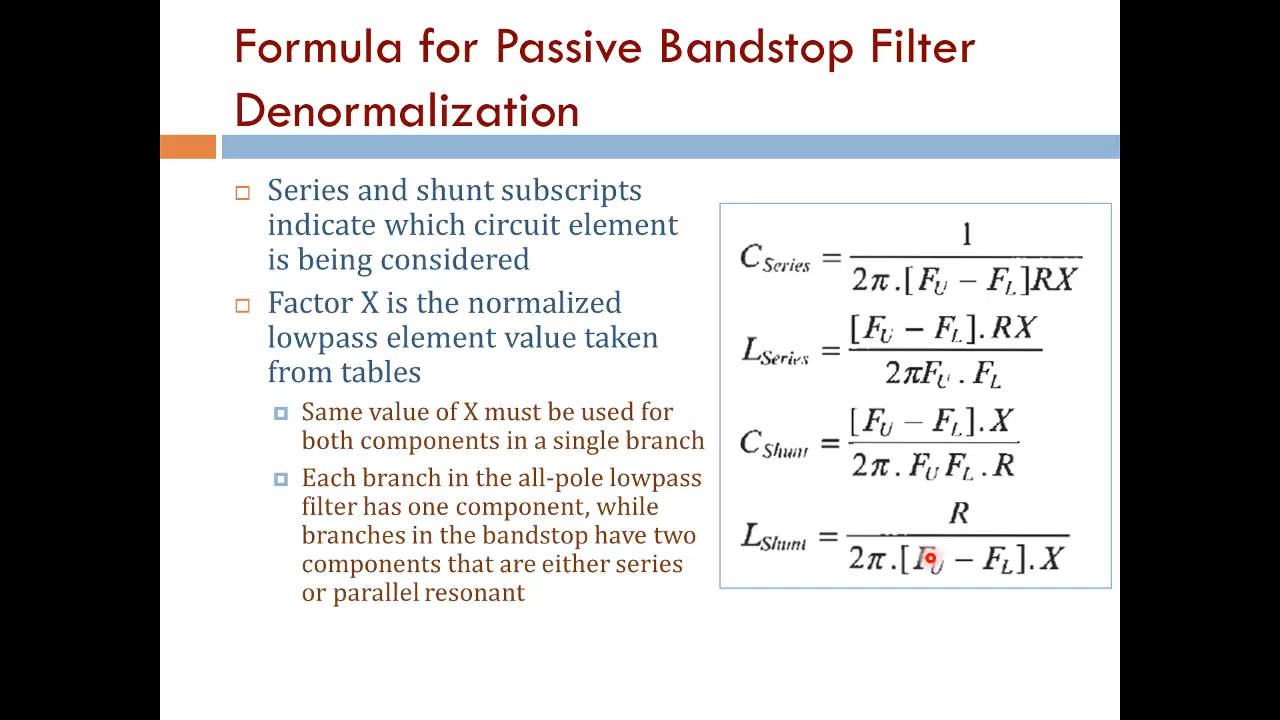 Formula for Passive Bandstop Filter
Denormalization
Series and shunt subscripts
indicate which circuit element
is being considered
Factor X is the normalized
lowpass element value taken
from tables
Same value of X must be used for
both components in a single branch
Each branch in the all-pole lowpass
filter has one component, while
branches in the bandstop have two
components that are either series
or parallel resonant
C_Series = 1 / 2π.[F_U − F_L]RX
L_Series = [F_U − F_L].RX / 2πF_U.F_L
C_Shunt = [F_U − F_L].X / 2π.F_U F_L.R
L_Shunt = R / 2π.[F_U − F_L].X